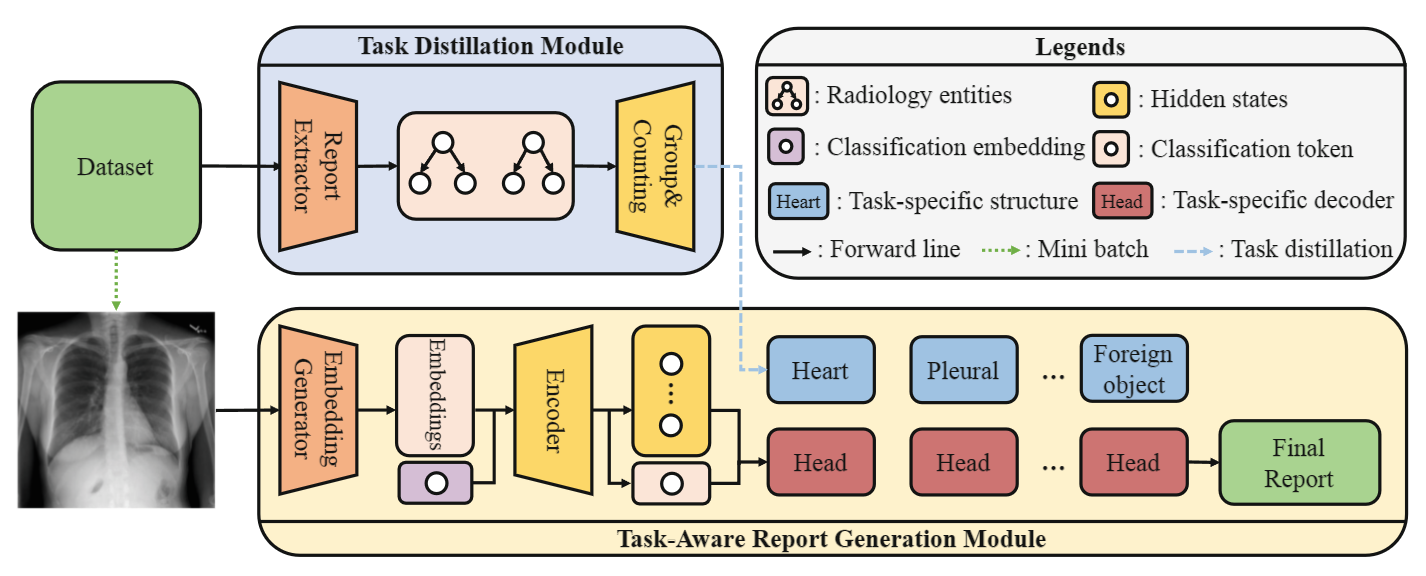 Task Distillation Module
Dataset
Report
Extractor
Group&
Counting
Legends
: Radiology entities
: Hidden states
: Classification embedding
: Classification token
Heart : Task-specific structure
Head : Task-specific decoder
: Forward line
: Mini batch
: Task distillation
Embedding
Generator
Embeddings
Encoder
Heart
Pleural
...
Foreign
object
Head
Head
...
Head
Final
Report
Task-Aware Report Generation Module